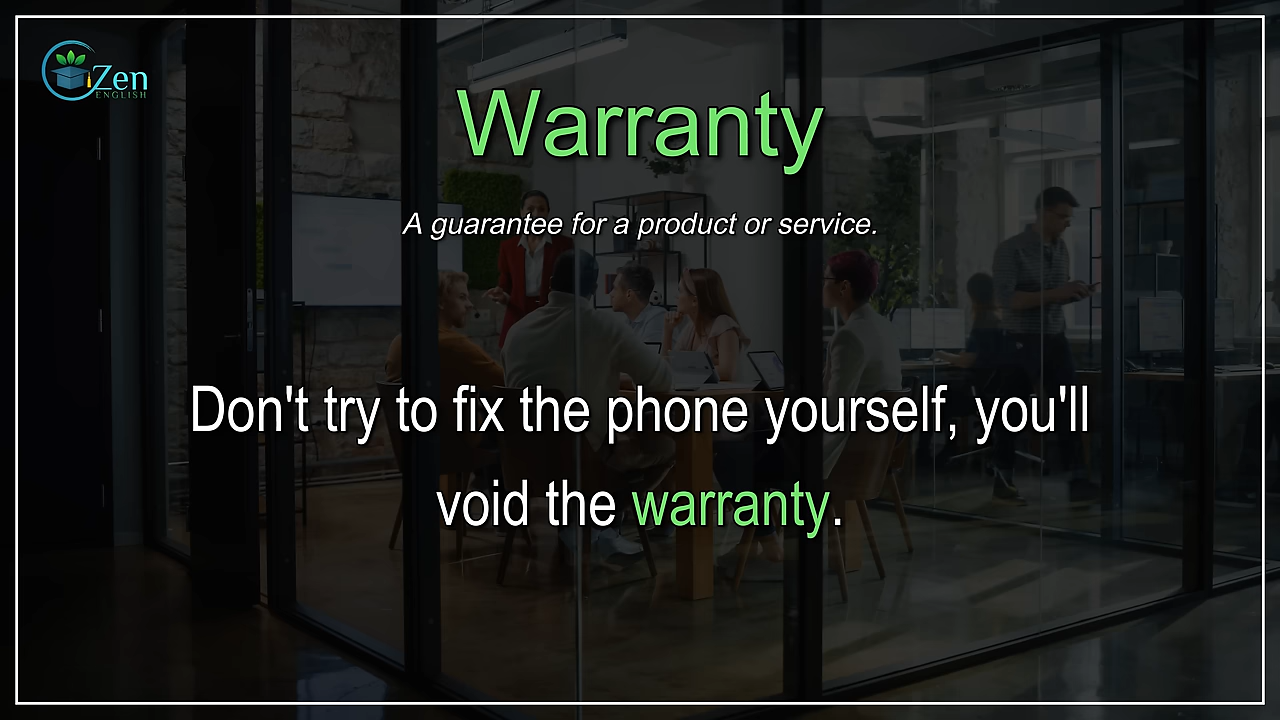 Zen
ENGLISH
Warranty
A guarantee for a product or service.
Don't try to fix the phone yourself, you'll
void the warranty.